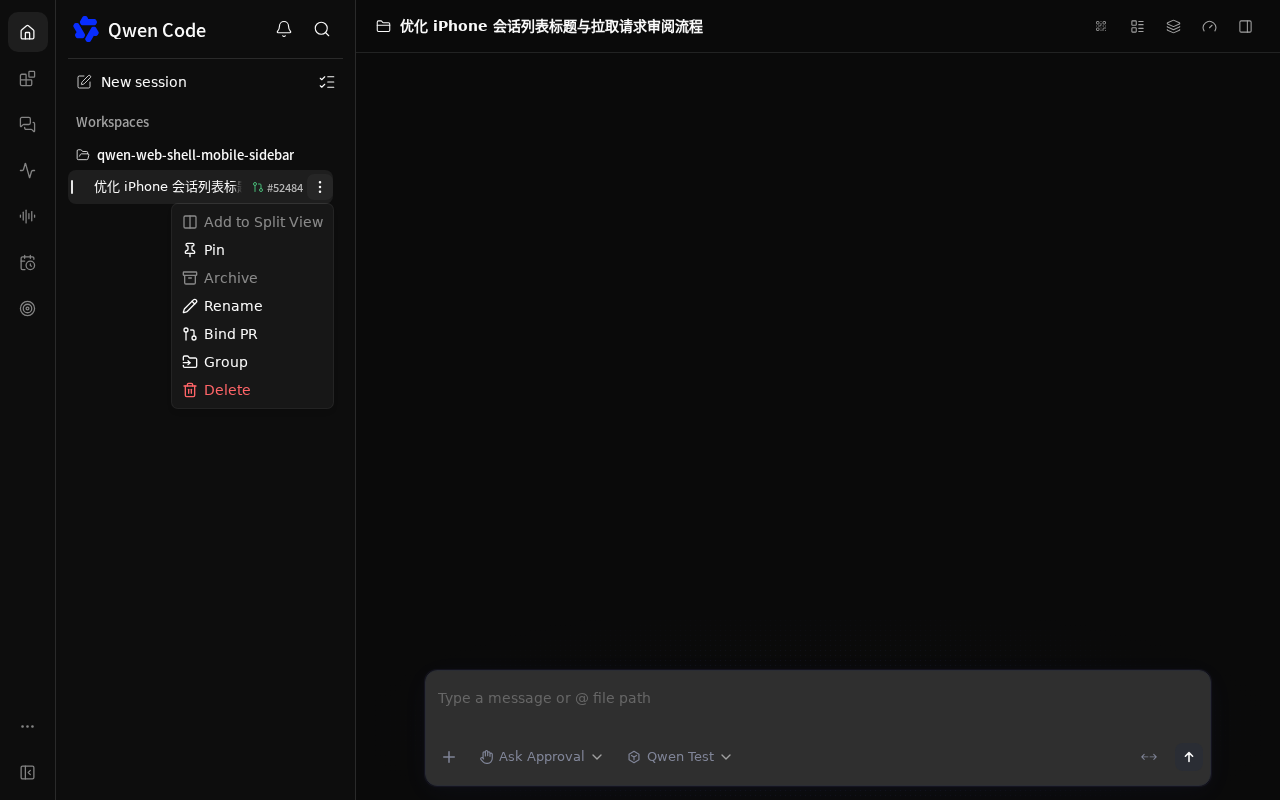 Qwen Code
优化 iPhone 会话列表标题与拉取请求审阅流程
New session
Workspaces
qwen-web-shell-mobile-sidebar
优化 iPhone 会话列表标 #52484
Add to Split View
Pin
Archive
Rename
Bind PR
Group
Delete
Type a message or @ file path
Ask Approval
Qwen Test